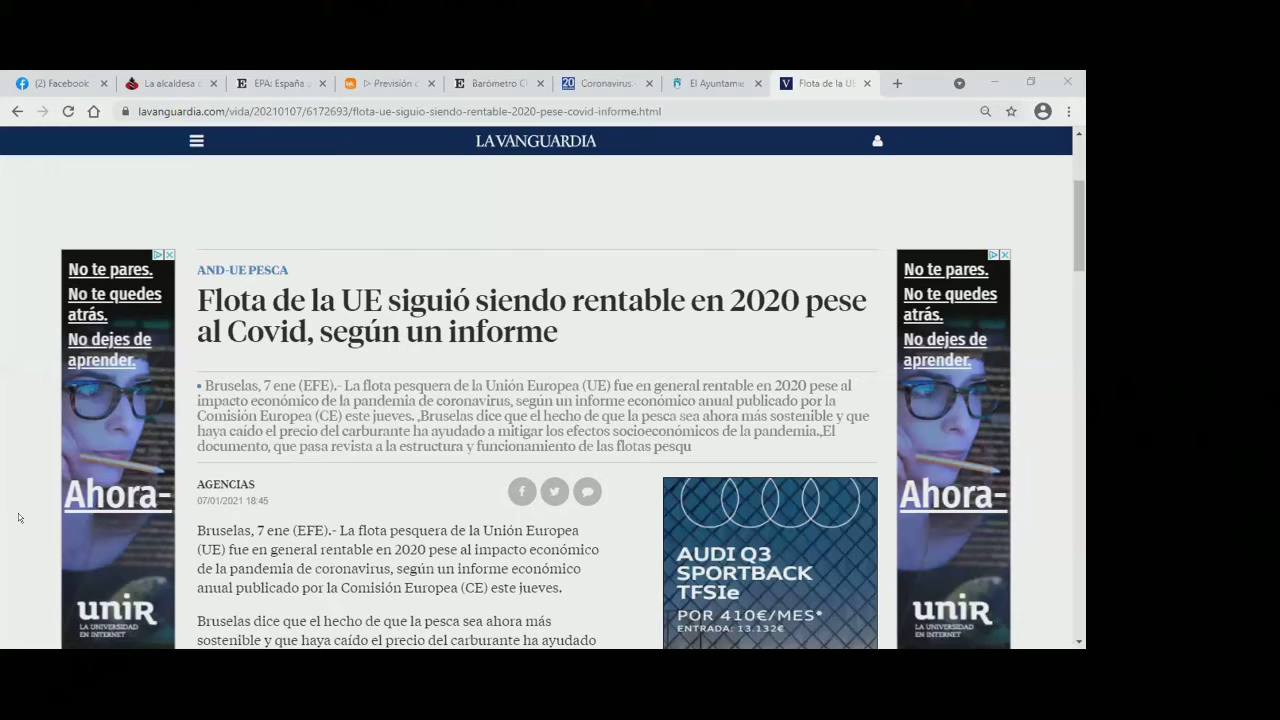 (2) Facebook
La alcaldesa
EPA: España
Previsión
Barómetro
Coronavirus
El Ayuntamie
Flota de la UE
lavanguardia.com/vida/20210107/6172693/flota-ue-siguio-siendo-rentable-2020-pese-covid-informe.html
LA VANGUARDIA
No te pares.
No te quedes
atrás.
No dejes de
aprender.
Ahora-
unir
LA UNIVERSIDAD
EN INTERNET
AND-UE PESCA
Flota de la UE siguió siendo rentable en 2020 pese
al Covid, según un informe
• Bruselas, 7 ene (EFE).- La flota pesquera de la Unión Europea (UE) fue en general rentable en 2020 pese al
impacto económico de la pandemia de coronavirus, según un informe económico anual publicado por la
Comisión Europea (CE) este jueves. ,Bruselas dice que el hecho de que la pesca sea ahora más sostenible y que
haya caído el precio del carburante ha ayudado a mitigar los efectos socioeconómicos de la pandemia.,El
documento, que pasa revista a la estructura y funcionamiento de las flotas pesqu
AGENCIAS
07/01/2021 18:45
Bruselas, 7 ene (EFE).- La flota pesquera de la Unión Europea
(UE) fue en general rentable en 2020 pese al impacto económico
de la pandemia de coronavirus, según un informe económico
anual publicado por la Comisión Europea (CE) este jueves.
Bruselas dice que el hecho de que la pesca sea ahora más
sostenible y que haya caído el precio del carburante ha ayudado
AUDI Q3
SPORTBACK
TFSIe
POR 410€/MES*
ENTRADA: 13.132€
No te pares.
No te quedes
atrás.
No dejes de
aprender.
Ahora-
unir
LA UNIVERSIDAD
EN INTERNET